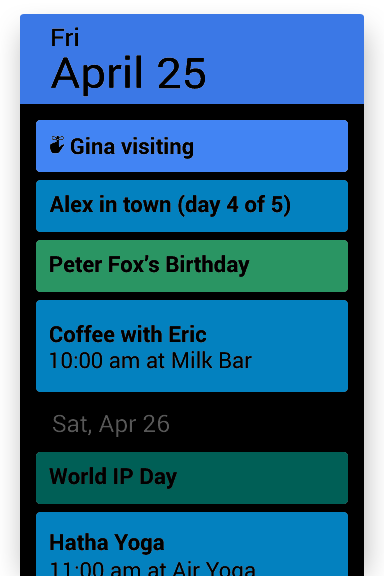 Fri
April 25
Gina visiting
Alex in town (day 4 of 5)
Peter Fox's Birthday
Coffee with Eric
10:00 am at Milk Bar
Sat, Apr 26
World IP Day
Hatha Yoga
11:00 am at Air Yoga